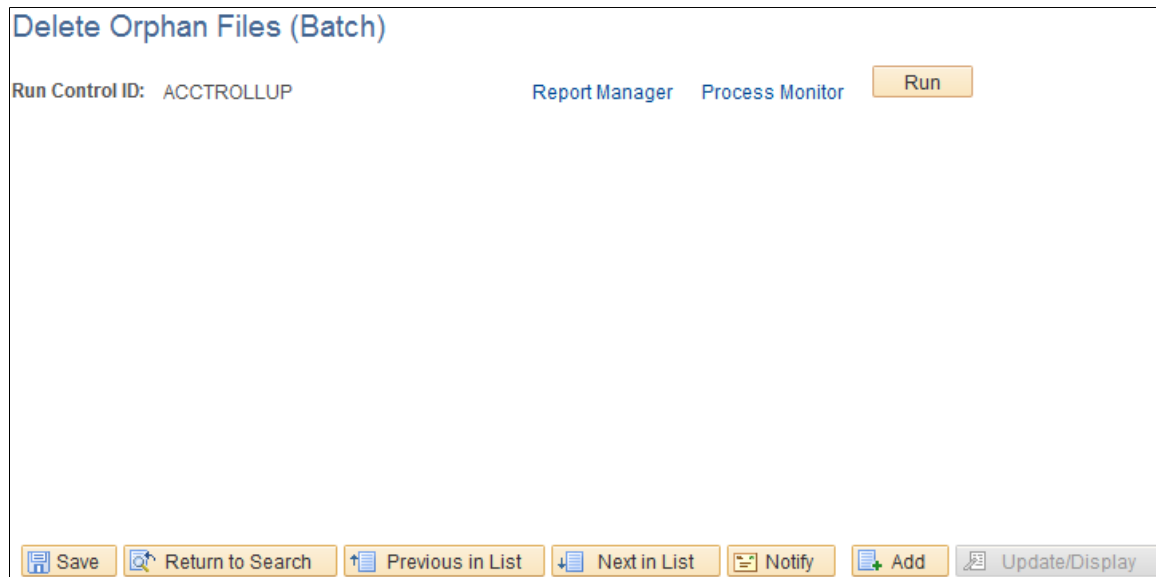 Delete Orphan Files (Batch)
Run Control ID: ACCTROLLUP Report Manager Process Monitor Run
Save Return to Search Previous in List Next in List Notify Add Update/Display